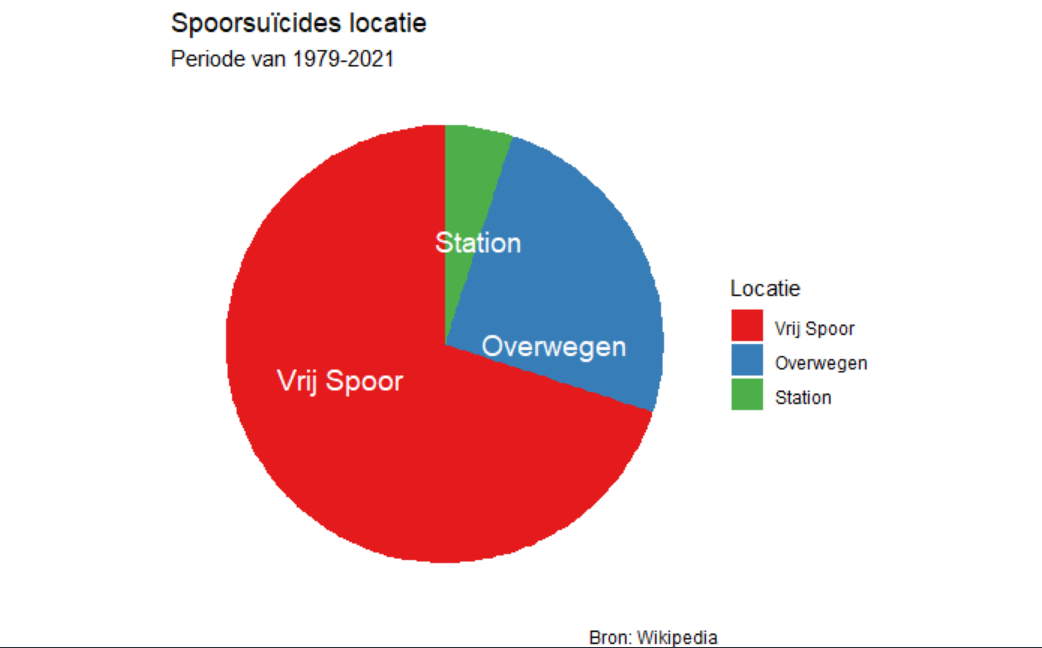 Spoorsuïcides locatie
Periode van 1979-2021
Station
Overwegen
Vrij Spoor
Locatie
Vrij Spoor
Overwegen
Station
Bron: Wikipedia